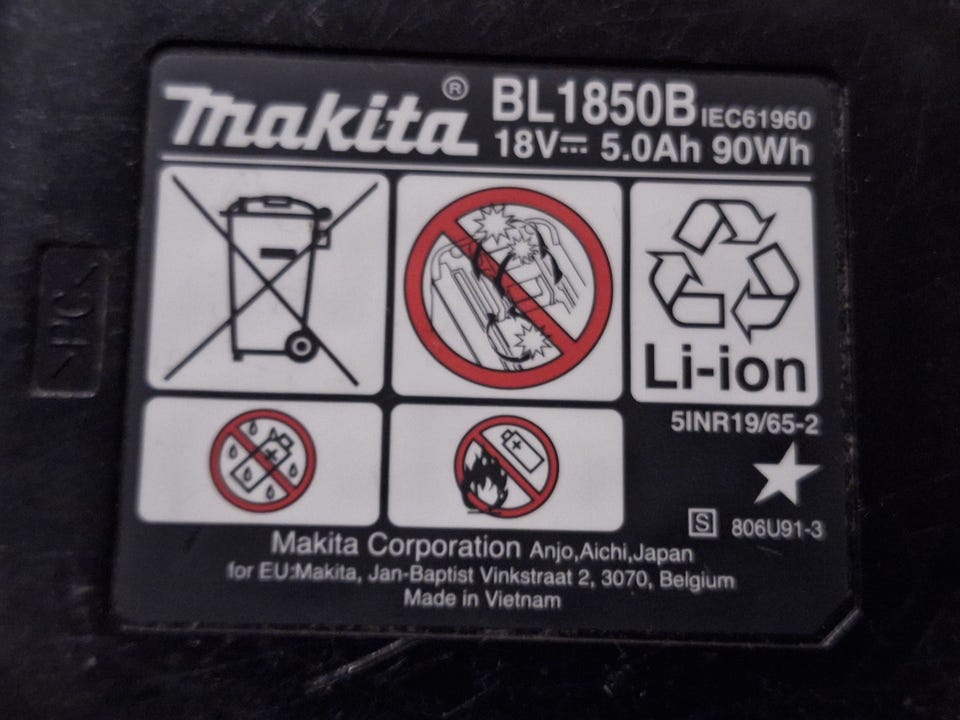 makita® BL1850B IEC61960
18V⎓ 5.0Ah 90Wh
>PC<
Li-ion
5INR19/65-2
S 806U91-3
Makita Corporation Anjo,Aichi,Japan
for EU:Makita, Jan-Baptist Vinkstraat 2, 3070, Belgium
Made in Vietnam